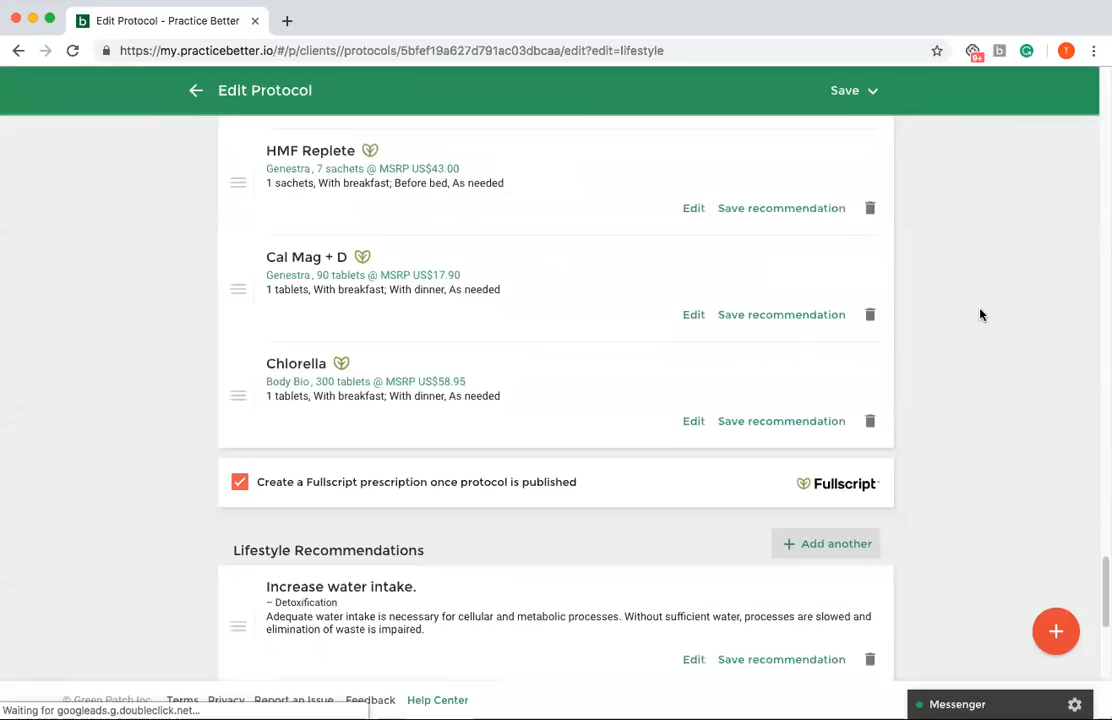 Edit Protocol - Practice Better
https://my.practicebetter.io/#/p/clients//protocols/5bfef19a627d791ac03dbcaa/edit?edit=lifestyle
9+
b
T
Edit Protocol
Save
HMF Replete
Genestra, 7 sachets @ MSRP US$43.00
1 sachets, With breakfast; Before bed, As needed
Edit Save recommendation
Cal Mag + D
Genestra, 90 tablets @ MSRP US$17.90
1 tablets, With breakfast; With dinner, As needed
Edit Save recommendation
Chlorella
Body Bio, 300 tablets @ MSRP US$58.95
1 tablets, With breakfast; With dinner, As needed
Edit Save recommendation
Create a Fullscript prescription once protocol is published
Fullscript
Lifestyle Recommendations
+ Add another
Increase water intake.
– Detoxification
Adequate water intake is necessary for cellular and metabolic processes. Without sufficient water, processes are slowed and
elimination of waste is impaired.
Edit Save recommendation
© Green Patch Inc. Terms Privacy Report an Issue Feedback Help Center
Waiting for googleads.g.doubleclick.net...
Messenger